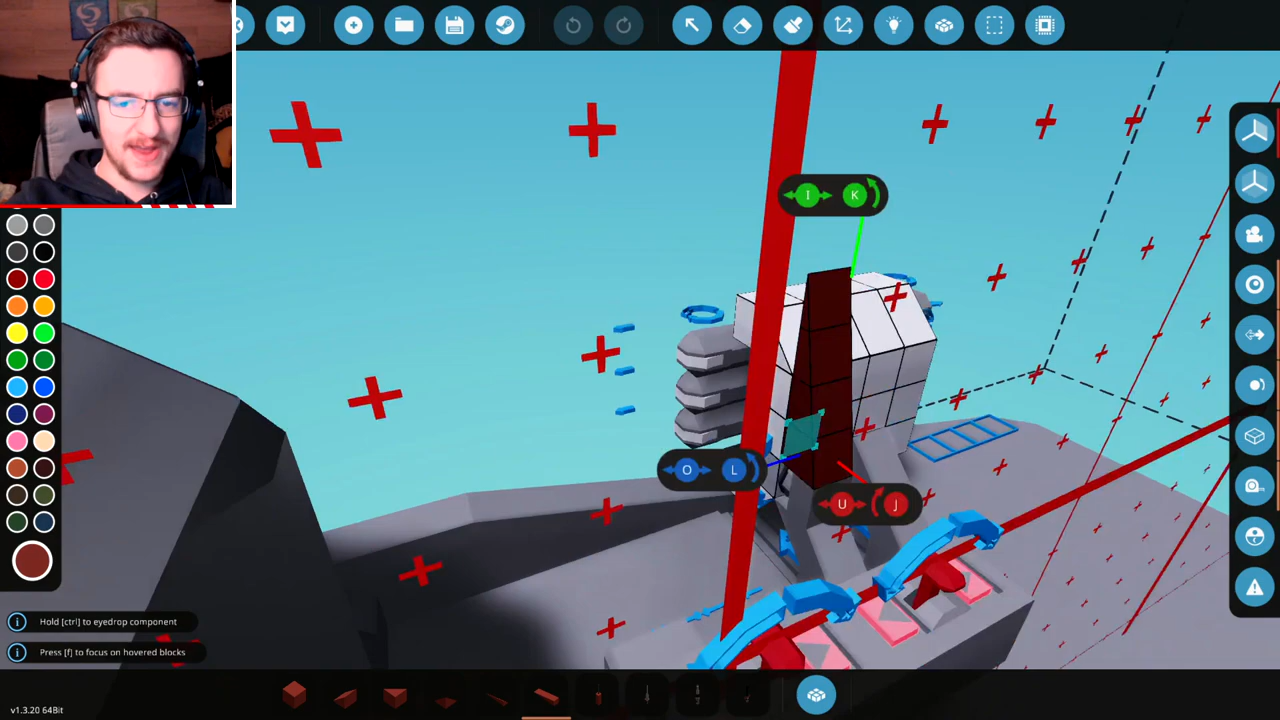 I K
O L
U J
Hold [ctrl] to eyedrop component
Press [f] to focus on hovered blocks
v1.3.20 64Bit